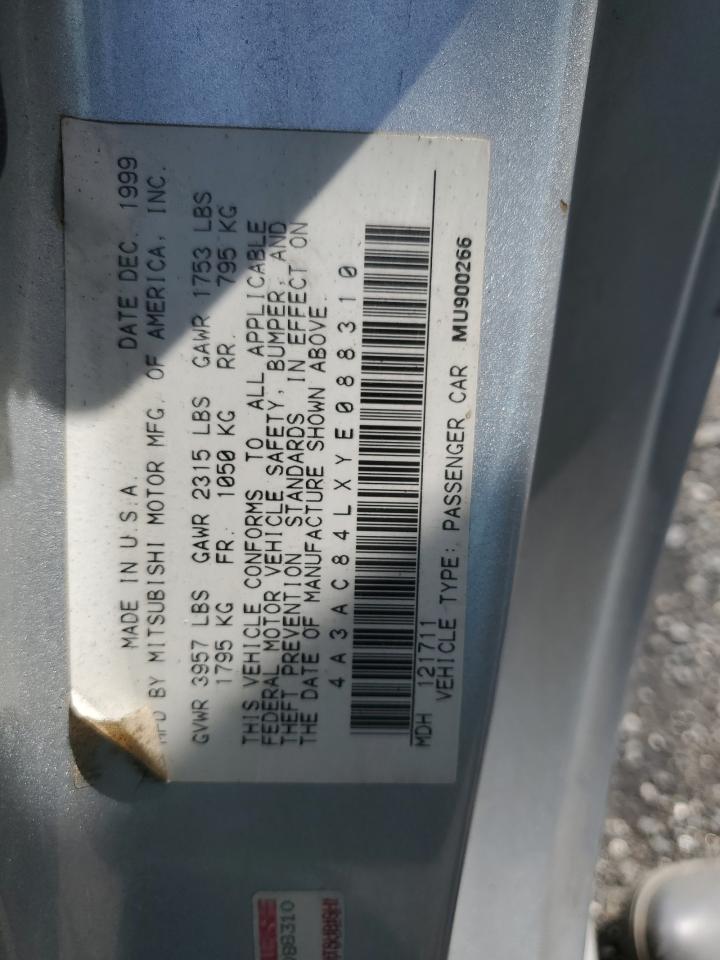 MADE IN U.S.A. DATE DEC. 1999
MFD BY MITSUBISHI MOTOR MFG. OF AMERICA, INC.
GVWR 3957 LBS GAWR 2315 LBS GAWR 1753 LBS
1795 KG FR. 1050 KG RR. 795 KG
THIS VEHICLE CONFORMS TO ALL APPLICABLE
FEDERAL MOTOR VEHICLE SAFETY, BUMPER, AND
THEFT PREVENTION STANDARDS IN EFFECT ON
THE DATE OF MANUFACTURE SHOWN ABOVE.
4A3AC84LXYE088310
MDH 121711
VEHICLE TYPE: PASSENGER CAR MU900266
088310